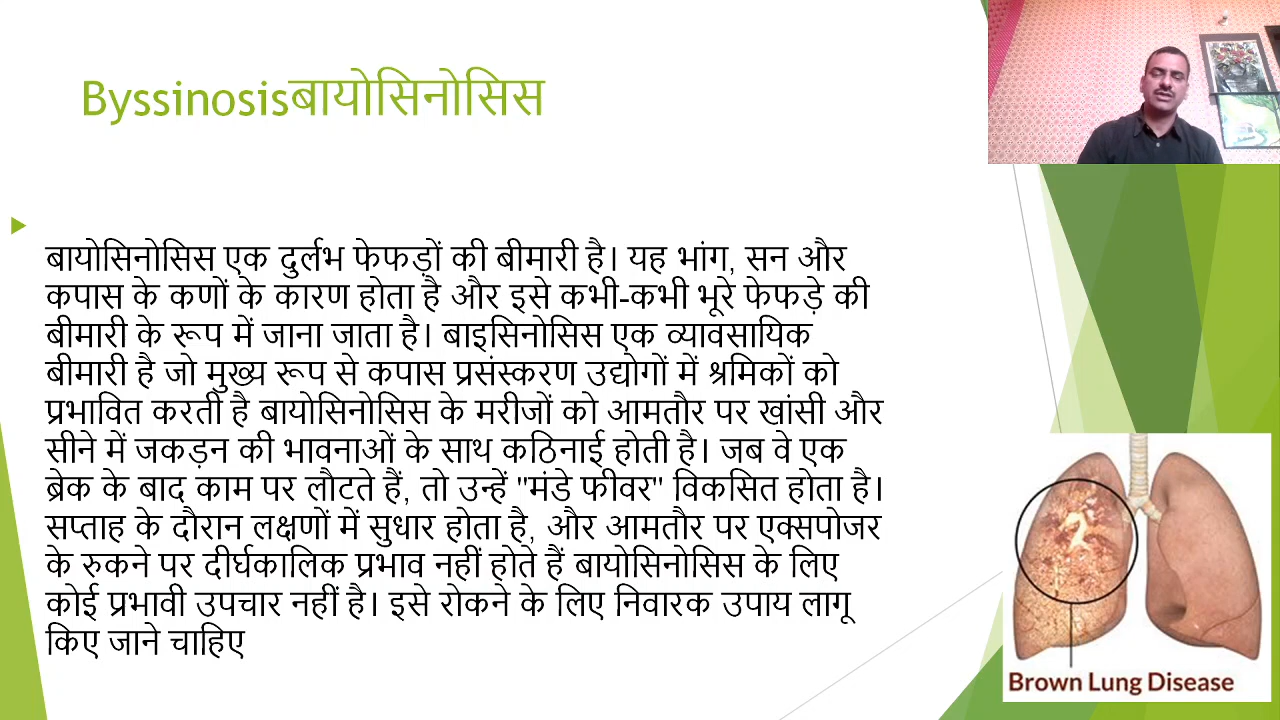 Byssinosisबायोसिनोसिस
बायोसिनोसिस एक दुर्लभ फेफड़ों की बीमारी है। यह भांग, सन और
कपास के कणों के कारण होता है और इसे कभी-कभी भूरे फेफड़े की
बीमारी के रूप में जाना जाता है। बाइसिनोसिस एक व्यावसायिक
बीमारी है जो मुख्य रूप से कपास प्रसंस्करण उद्योगों में श्रमिकों को
प्रभावित करती है बायोसिनोसिस के मरीजों को आमतौर पर खांसी और
सीने में जकड़न की भावनाओं के साथ कठिनाई होती है। जब वे एक
ब्रेक के बाद काम पर लौटते हैं, तो उन्हें "मंडे फीवर" विकसित होता है।
सप्ताह के दौरान लक्षणों में सुधार होता है, और आमतौर पर एक्सपोजर
के रुकने पर दीर्घकालिक प्रभाव नहीं होते हैं बायोसिनोसिस के लिए
कोई प्रभावी उपचार नहीं है। इसे रोकने के लिए निवारक उपाय लागू
किए जाने चाहिए
Brown Lung Disease